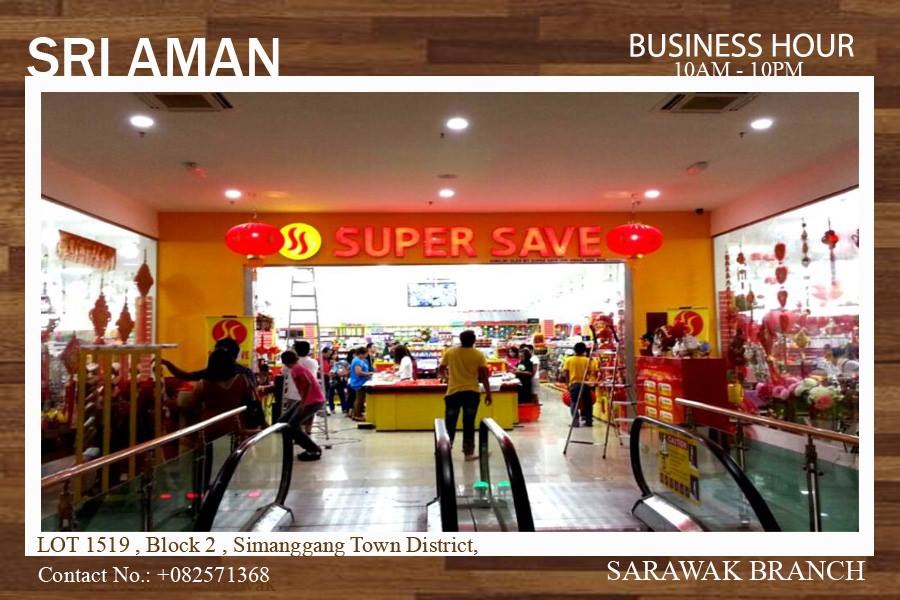 SRI AMAN
BUSINESS HOUR
10AM - 10PM
SUPER SAVE
CAUTION
LOT 1519 , Block 2 , Simanggang Town District,
Contact No.: +082571368
SARAWAK BRANCH